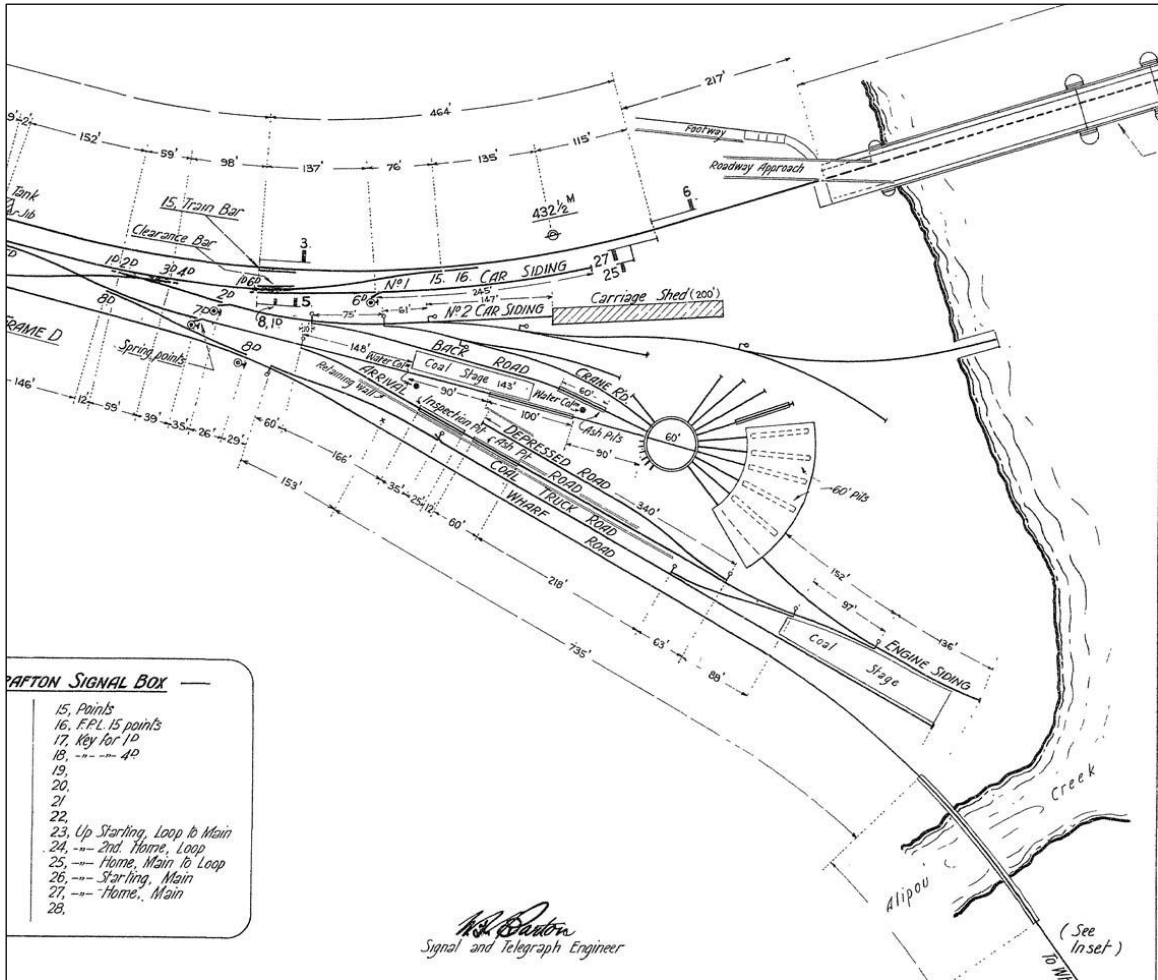 217'
464'
9'
2'
152'
59'
98'
137'
76'
135'
115'
Footway
Roadway Approach
Tank
Jib
15, Train Bar
Clearance Bar
432½ M
6
3.
1D 2D
3D 4D
1D 6D
Nº1 15. 16. CAR SIDING
27
25
245'
147'
2D
5.
6D
Nº2 CAR SIDING
Carriage Shed (200')
8D
7D
8, 1D
75'
61'
FRAME D
Spring points
8D
10'
148'
BACK ROAD
CRANE RD.
Water Col.
Coal Stage 143'
60'
Water Col.
Retaining Wall
ARRIVAL ROAD
90'
100'
Ash Pits
90'
60'
Inspection Pit
Ash Pit
DEPRESSED ROAD
340'
COAL TRUCK ROAD
WHARF ROAD
60' Pits
146'
12'
59'
39'
35'
26'
29'
60'
153'
166'
35'
25'
12'
60'
218'
63'
88'
735'
152'
97'
136'
ENGINE SIDING
Coal Stage
RAFTON SIGNAL BOX —
15, Points
16, F.P.L. 15 points
17, Key for 1D
18, -"- -"- 4D
19,
20,
21
22,
23, Up Starting, Loop to Main
24, -"- 2nd. Home, Loop
25, -"- Home, Main to Loop
26, -"- Starting, Main
27, -"- Home, Main
28,
Signal and Telegraph Engineer
Alipou Creek
(See
Inset)
To